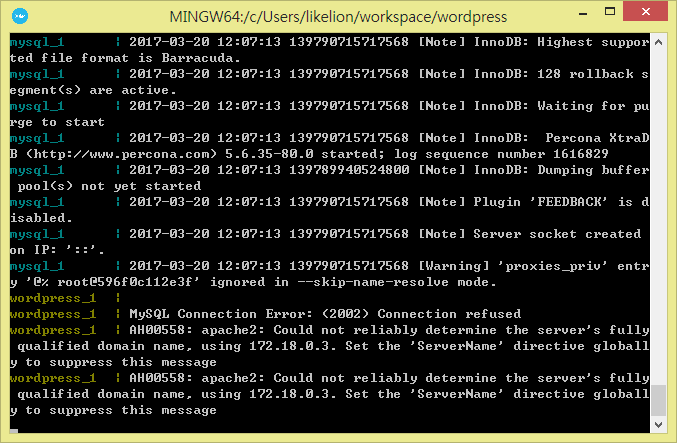 MINGW64:/c/Users/likelion/workspace/wordpress
mysql_1 | 2017-03-20 12:07:13 139790715717568 [Note] InnoDB: Highest suppor
ted file format is Barracuda.
mysql_1 | 2017-03-20 12:07:13 139790715717568 [Note] InnoDB: 128 rollback s
egment(s) are active.
mysql_1 | 2017-03-20 12:07:13 139790715717568 [Note] InnoDB: Waiting for pu
rge to start
mysql_1 | 2017-03-20 12:07:13 139790715717568 [Note] InnoDB:  Percona XtraD
B (http://www.percona.com) 5.6.35-80.0 started; log sequence number 1616829
mysql_1 | 2017-03-20 12:07:13 139789940524800 [Note] InnoDB: Dumping buffer
 pool(s) not yet started
mysql_1 | 2017-03-20 12:07:13 139790715717568 [Note] Plugin 'FEEDBACK' is d
isabled.
mysql_1 | 2017-03-20 12:07:13 139790715717568 [Note] Server socket created
on IP: '::'.
mysql_1 | 2017-03-20 12:07:13 139790715717568 [Warning] 'proxies_priv' entr
y '@% root@596f0c112e3f' ignored in --skip-name-resolve mode.
wordpress_1 |
wordpress_1 | MySQL Connection Error: (2002) Connection refused
wordpress_1 | AH00558: apache2: Could not reliably determine the server's fully
 qualified domain name, using 172.18.0.3. Set the 'ServerName' directive globall
y to suppress this message
wordpress_1 | AH00558: apache2: Could not reliably determine the server's fully
 qualified domain name, using 172.18.0.3. Set the 'ServerName' directive globall
y to suppress this message